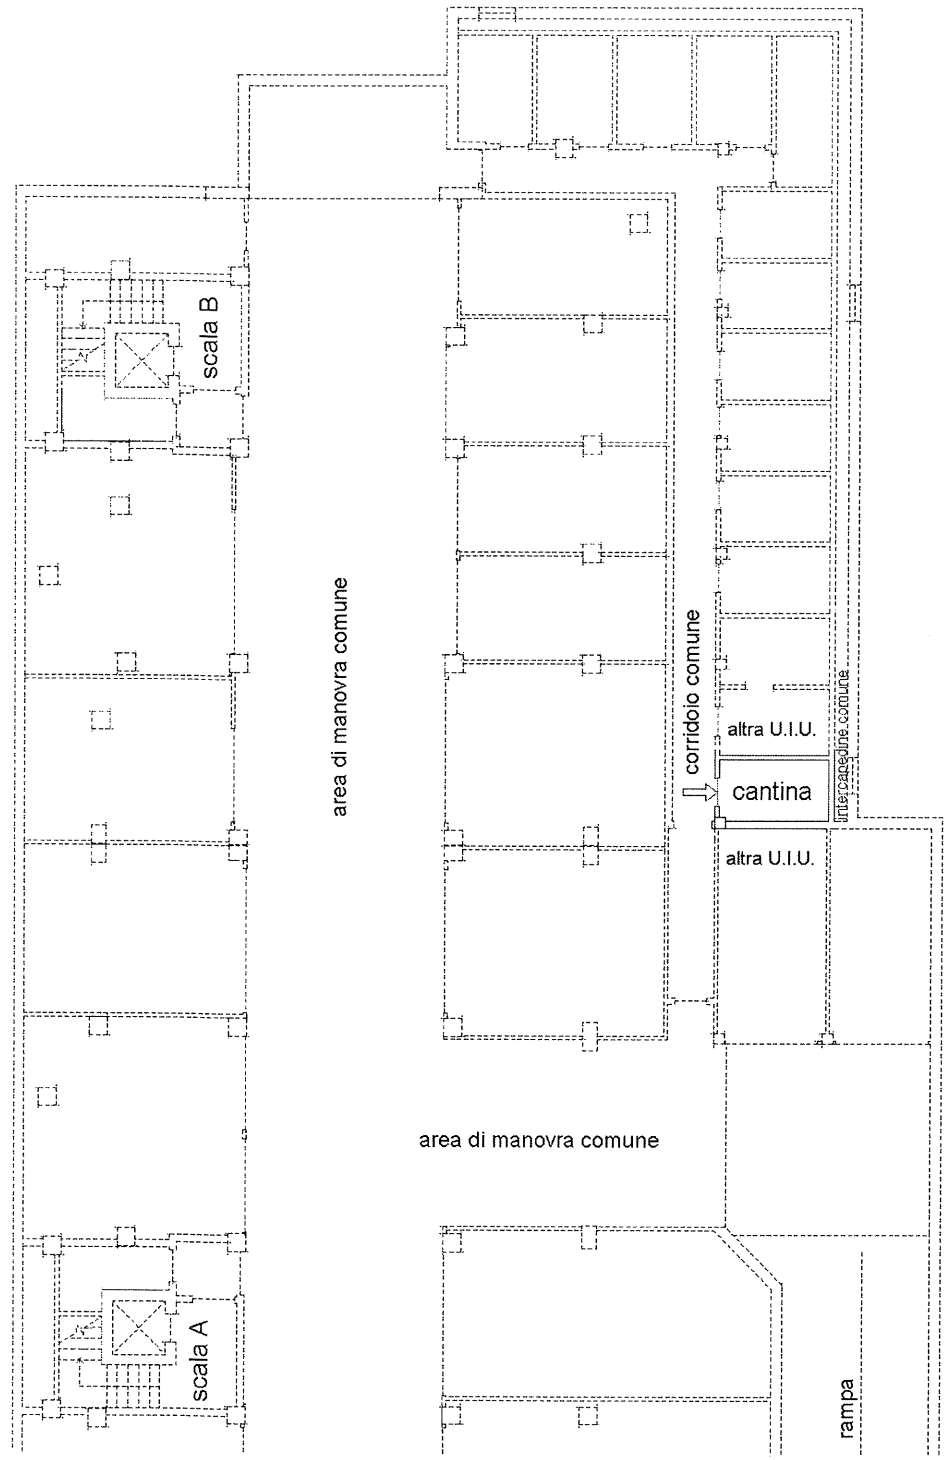 scala B
area di manovra comune
corridoio comune
altra U.I.U.
intercapedine comune
cantina
altra U.I.U.
area di manovra comune
scala A
rampa